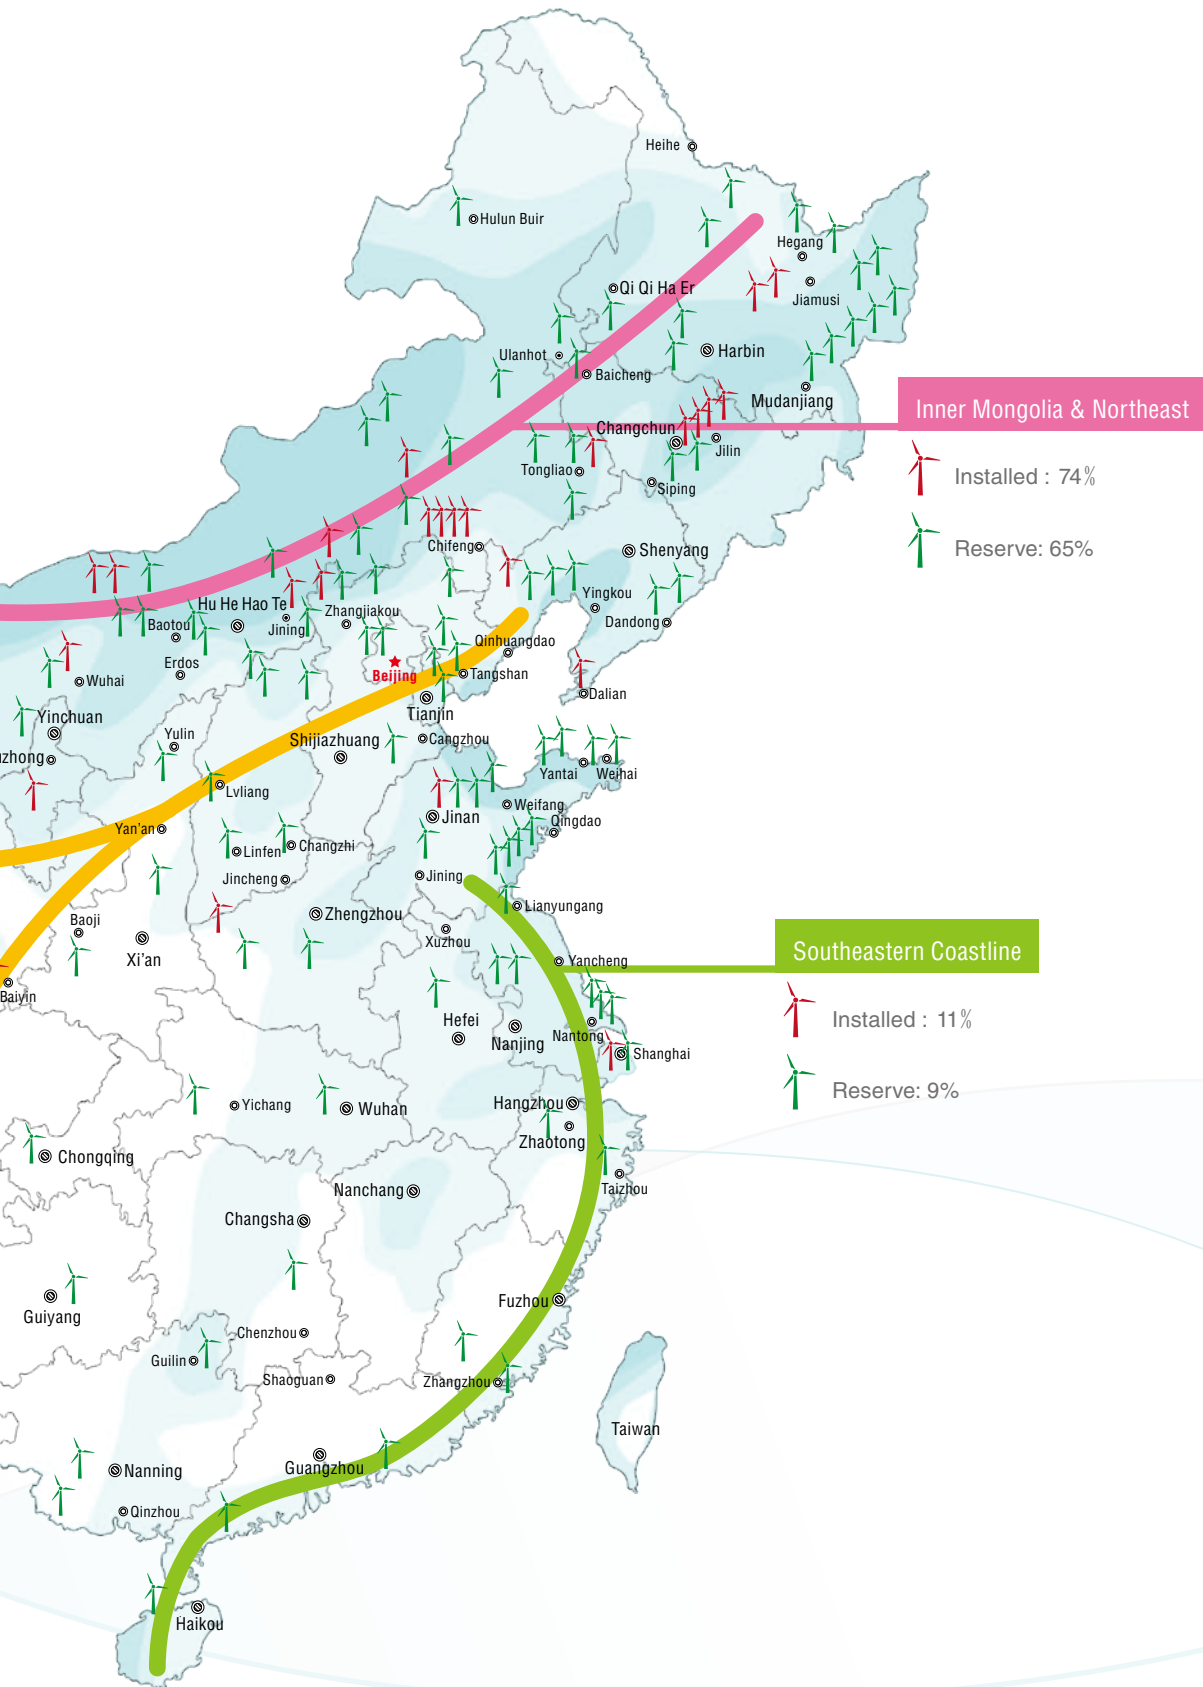 Heihe
Hulun Buir
Hegang
Qi Qi Ha Er
Jiamusi
Ulanhot
Harbin
Baicheng
Mudanjiang
Inner Mongolia & Northeast
Changchun
Jilin
Tongliao
Installed : 74%
Siping
Chifeng
Shenyang
Reserve: 65%
Yingkou
Hu He Hao Te
Zhangjiakou
Baotou
Jining
Dandong
Qinhuangdao
Erdos
Beijing
Tangshan
Wuhai
Dalian
Yinchuan
Tianjin
Yulin
Shijiazhuang
Cangzhou
uzhong
Yantai
Weihai
Lvliang
Weifang
Jinan
Qingdao
Yan'an
Linfen
Changzhi
Jincheng
Jining
Zhengzhou
Lianyungang
Baoji
Xuzhou
Xi'an
Yancheng
Southeastern Coastline
Baiyin
Hefei
Nanjing
Nantong
Installed : 11%
Shanghai
Reserve: 9%
Yichang
Wuhan
Hangzhou
Zhaotong
Chongqing
Nanchang
Taizhou
Changsha
Fuzhou
Guiyang
Chenzhou
Guilin
Shaoguan
Zhangzhou
Taiwan
Guangzhou
Nanning
Qinzhou
Haikou